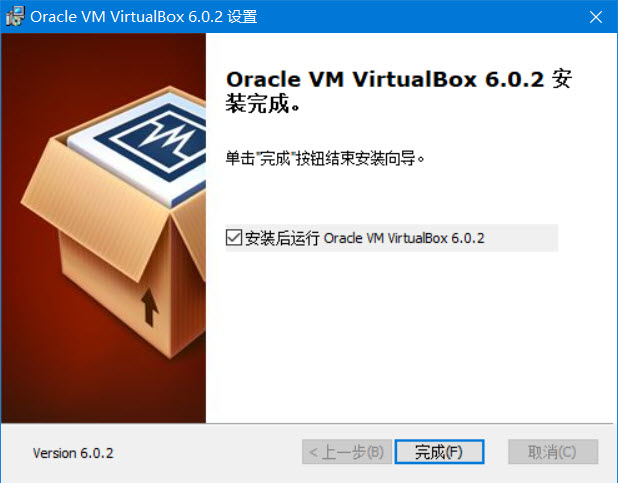 Oracle VM VirtualBox 6.0.2 设置
Oracle VM VirtualBox 6.0.2 安
装完成。
单击"完成"按钮结束安装向导。
安装后运行 Oracle VM VirtualBox 6.0.2
Version 6.0.2
< 上一步(B)
完成(F)
取消(C)